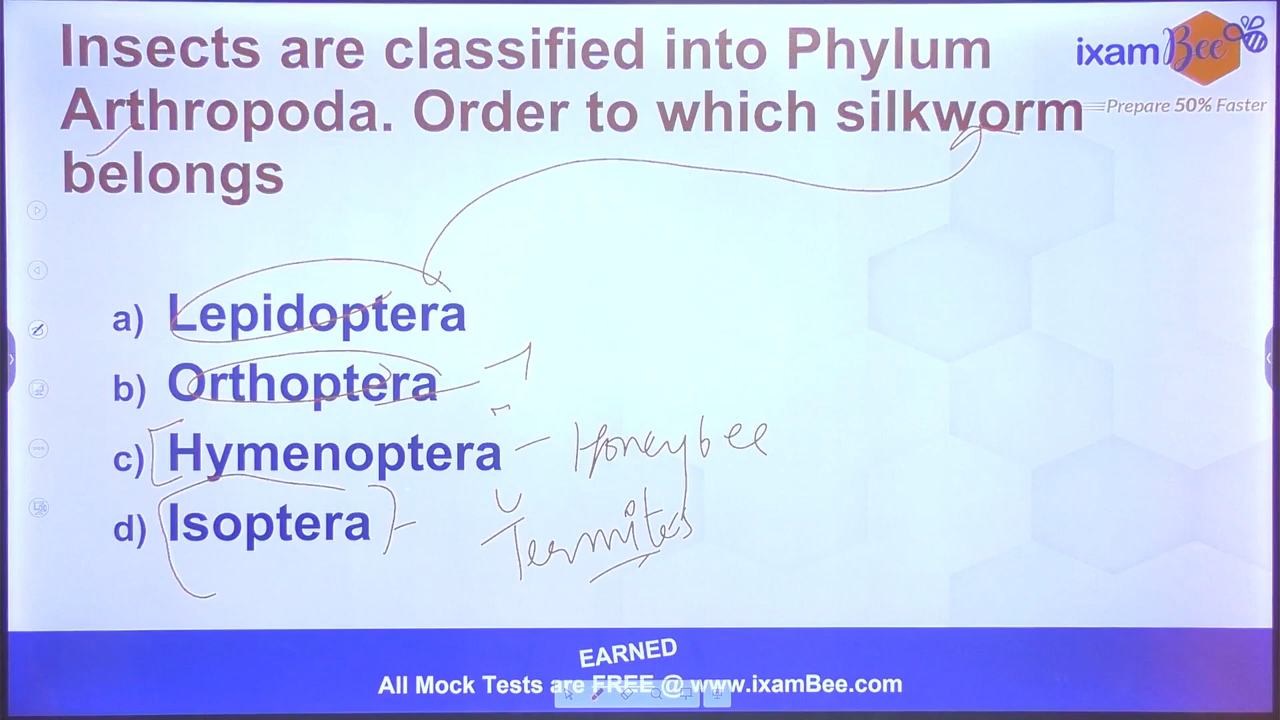 Insects are classified into Phylum
Arthropoda. Order to which silkworm
belongs
ixamBee
Prepare 50% Faster
a) Lepidoptera
b) Orthoptera
c) Hymenoptera - Honeybee
d) Isoptera - Termites
EARNED
All Mock Tests are FREE @ www.ixamBee.com